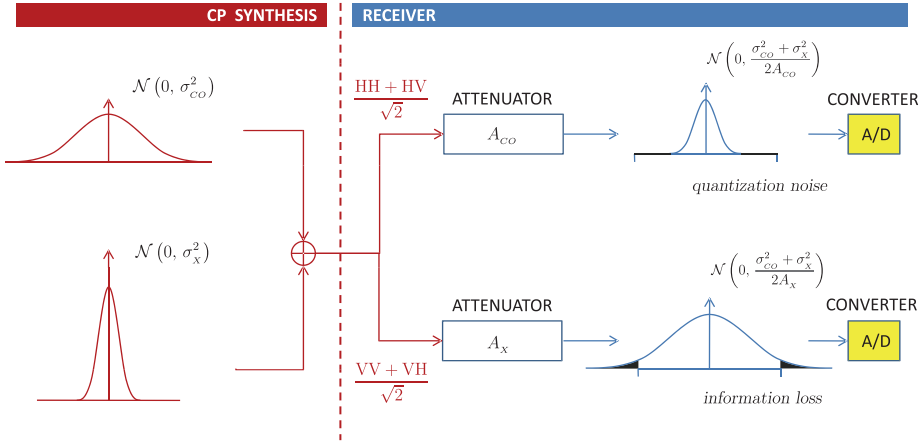 CP SYNTHESIS
RECEIVER
𝒩(0, σ²_CO)
HH + HV
√2
ATTENUATOR
A_CO
𝒩(0, (σ²_CO + σ²_X)/(2A_CO))
CONVERTER
A/D
quantization noise
𝒩(0, σ²_X)
ATTENUATOR
A_X
VV + VH
√2
𝒩(0, (σ²_CO + σ²_X)/(2A_X))
CONVERTER
A/D
information loss